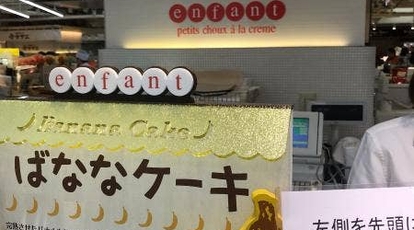 enfant
petits choux à la creme
enfant
Banana Cake
ばななケーキ
左側を先頭に